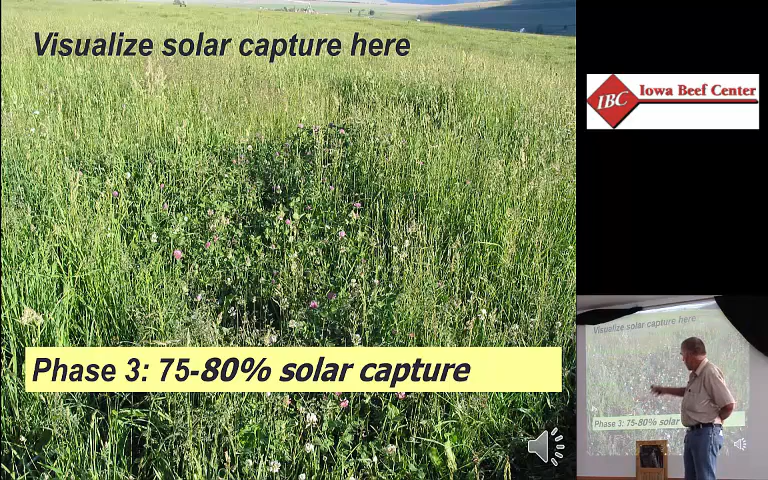 Visualize solar capture here
Phase 3: 75-80% solar capture
IBC Iowa Beef Center
Visualize solar capture here
Phase 3: 75-80% solar